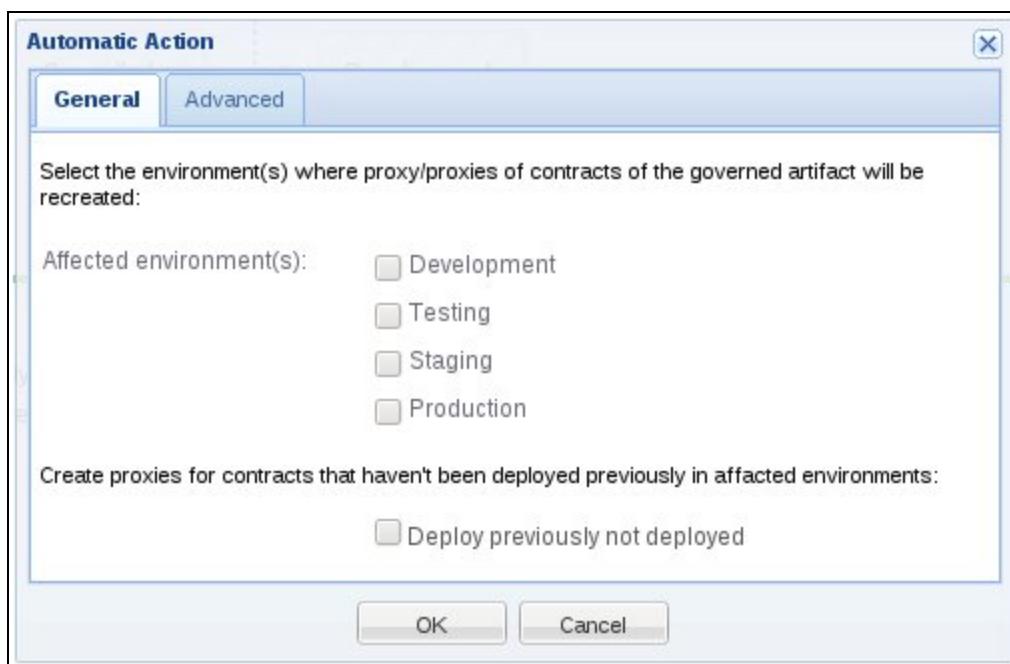 Automatic Action
General Advanced
Select the environment(s) where proxy/proxies of contracts of the governed artifact will be
recreated:
Affected environment(s):
Development
Testing
Staging
Production
Create proxies for contracts that haven't been deployed previously in affacted environments:
Deploy previously not deployed
OK Cancel